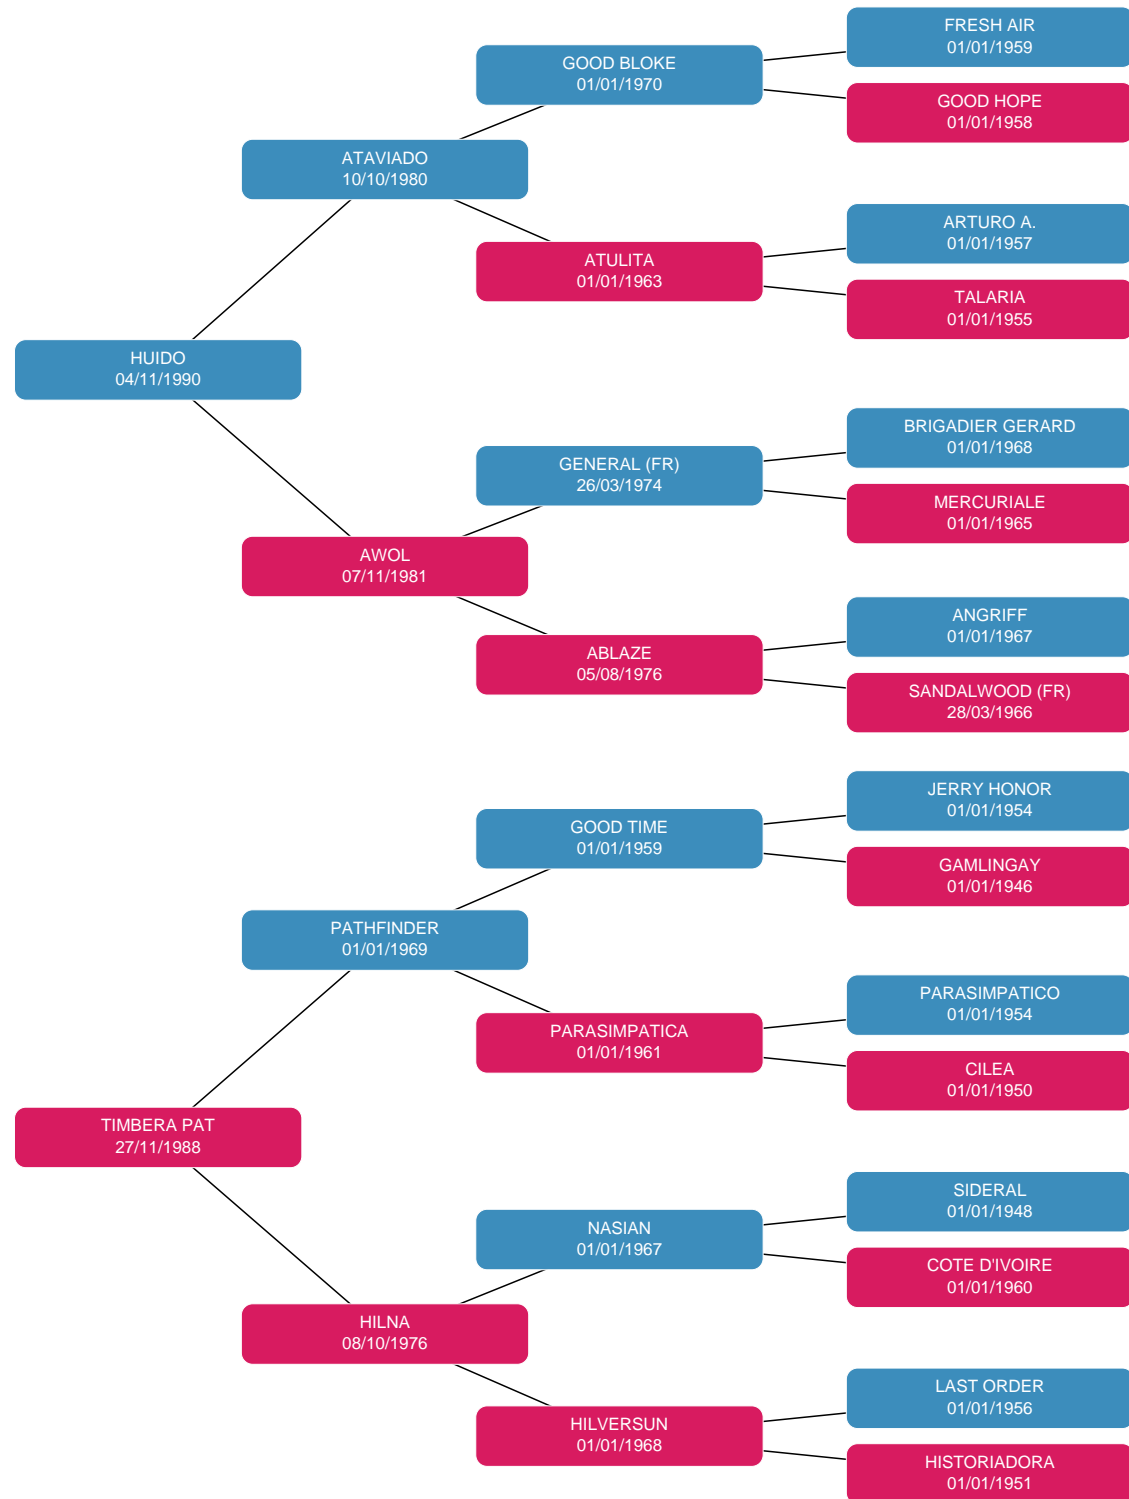 FRESH AIR
01/01/1959
GOOD BLOKE
01/01/1970
GOOD HOPE
01/01/1958
ATAVIADO
10/10/1980
ARTURO A.
01/01/1957
ATULITA
01/01/1963
TALARIA
01/01/1955
HUIDO
04/11/1990
BRIGADIER GERARD
01/01/1968
GENERAL (FR)
26/03/1974
MERCURIALE
01/01/1965
AWOL
07/11/1981
ANGRIFF
01/01/1967
ABLAZE
05/08/1976
SANDALWOOD (FR)
28/03/1966
JERRY HONOR
01/01/1954
GOOD TIME
01/01/1959
GAMLINGAY
01/01/1946
PATHFINDER
01/01/1969
PARASIMPATICO
01/01/1954
PARASIMPATICA
01/01/1961
CILEA
01/01/1950
TIMBERA PAT
27/11/1988
SIDERAL
01/01/1948
NASIAN
01/01/1967
COTE D'IVOIRE
01/01/1960
HILNA
08/10/1976
LAST ORDER
01/01/1956
HILVERSUN
01/01/1968
HISTORIADORA
01/01/1951